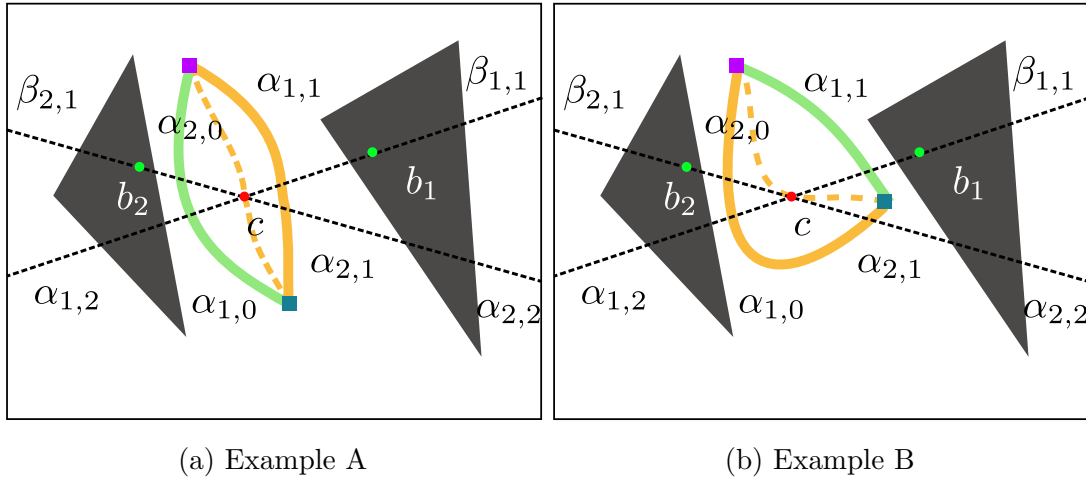 β2,1 α2,0 α1,1 β1,1
b2 b1
c
α1,2 α1,0 α2,1 α2,2
(a) Example A
β2,1 α2,0 α1,1 β1,1
b2 b1
c
α1,2 α1,0 α2,1 α2,2
(b) Example B